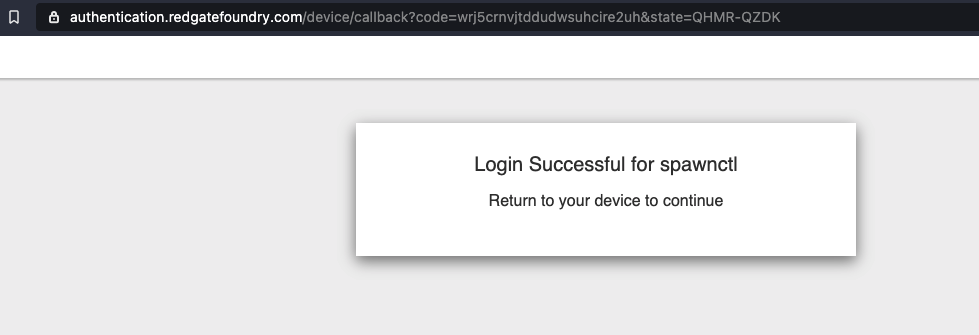 authentication.redgatefoundry.com/device/callback?code=wrj5crnvjtddudwsuhcire2uh&state=QHMR-QZDK
Login Successful for spawnctl
Return to your device to continue